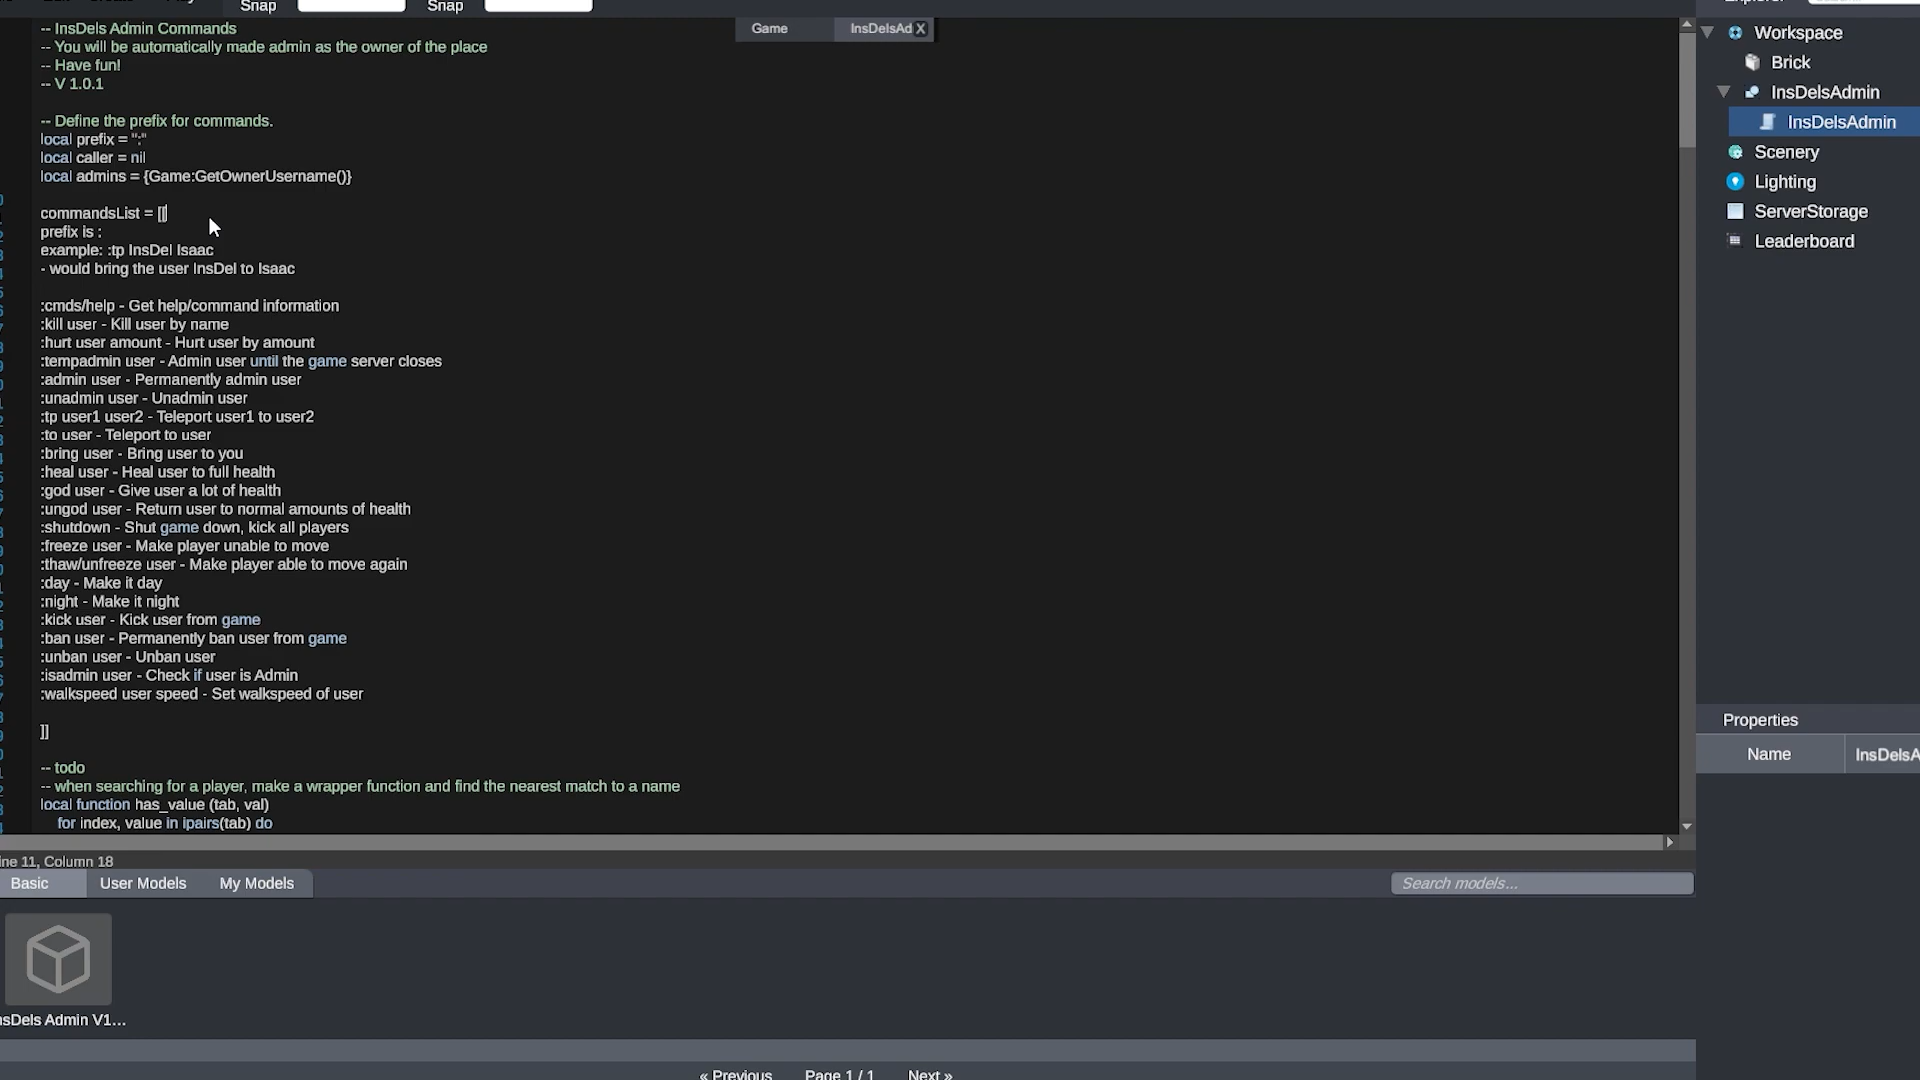 Snap
Snap
-- InsDels Admin Commands
-- You will be automatically made admin as the owner of the place
-- Have fun!
-- V 1.0.1
-- Define the prefix for commands.
local prefix = ":"
local caller = nil
local admins = {Game:GetOwnerUsername()}
commandsList = [[
prefix is :
example: :tp InsDel Isaac
- would bring the user InsDel to Isaac
:cmds/help - Get help/command information
:kill user - Kill user by name
:hurt user amount - Hurt user by amount
:tempadmin user - Admin user until the game server closes
:admin user - Permanently admin user
:unadmin user - Unadmin user
:tp user1 user2 - Teleport user1 to user2
:to user - Teleport to user
:bring user - Bring user to you
:heal user - Heal user to full health
:god user - Give user a lot of health
:ungod user - Return user to normal amounts of health
:shutdown - Shut game down, kick all players
:freeze user - Make player unable to move
:thaw/unfreeze user - Make player able to move again
:day - Make it day
:night - Make it night
:kick user - Kick user from game
:ban user - Permanently ban user from game
:unban user - Unban user
:isadmin user - Check if user is Admin
:walkspeed user speed - Set walkspeed of user
]]
-- todo
-- when searching for a player, make a wrapper function and find the nearest match to a name
local function has_value (tab, val)
for index, value in ipairs(tab) do
Game
InsDelsAd X
Workspace
Brick
InsDelsAdmin
InsDelsAdmin
Scenery
Lighting
ServerStorage
Leaderboard
Properties
Name InsDelsA
ine 11, Column 18
Basic User Models My Models
Search models...
nsDels Admin V1...
« Previous Page 1 / 1 Next »